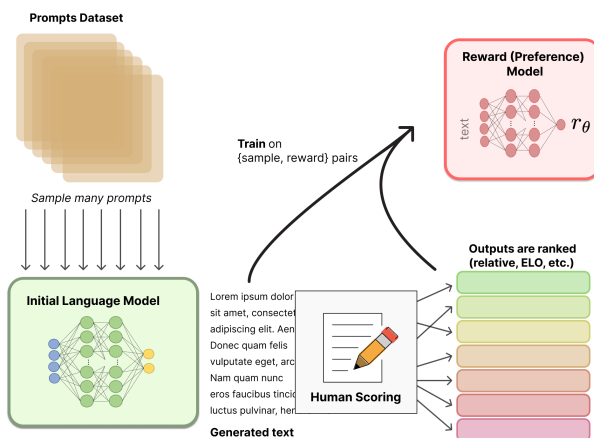 Prompts Dataset
Sample many prompts
Initial Language Model
Train on
{sample, reward} pairs
Reward (Preference)
Model
text
rθ
Outputs are ranked
(relative, ELO, etc.)
Lorem ipsum dolor
sit amet, consectet
adipiscing elit. Aen
Donec quam felis
vulputate eget, arc
Nam quam nunc
eros faucibus tincid
luctus pulvinar, her
Generated text
Human Scoring